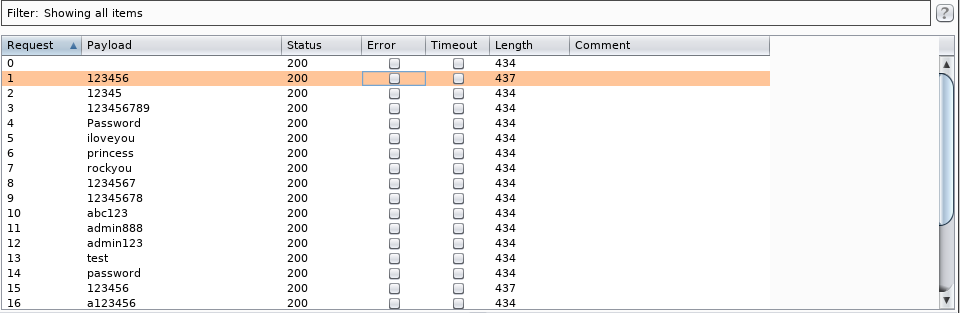 Filter: Showing all items
?
Request Payload Status Error Timeout Length Comment
0 200 434
1 123456 200 437
2 12345 200 434
3 123456789 200 434
4 Password 200 434
5 iloveyou 200 434
6 princess 200 434
7 rockyou 200 434
8 1234567 200 434
9 12345678 200 434
10 abc123 200 434
11 admin888 200 434
12 admin123 200 434
13 test 200 434
14 password 200 434
15 123456 200 437
16 a123456 200 434